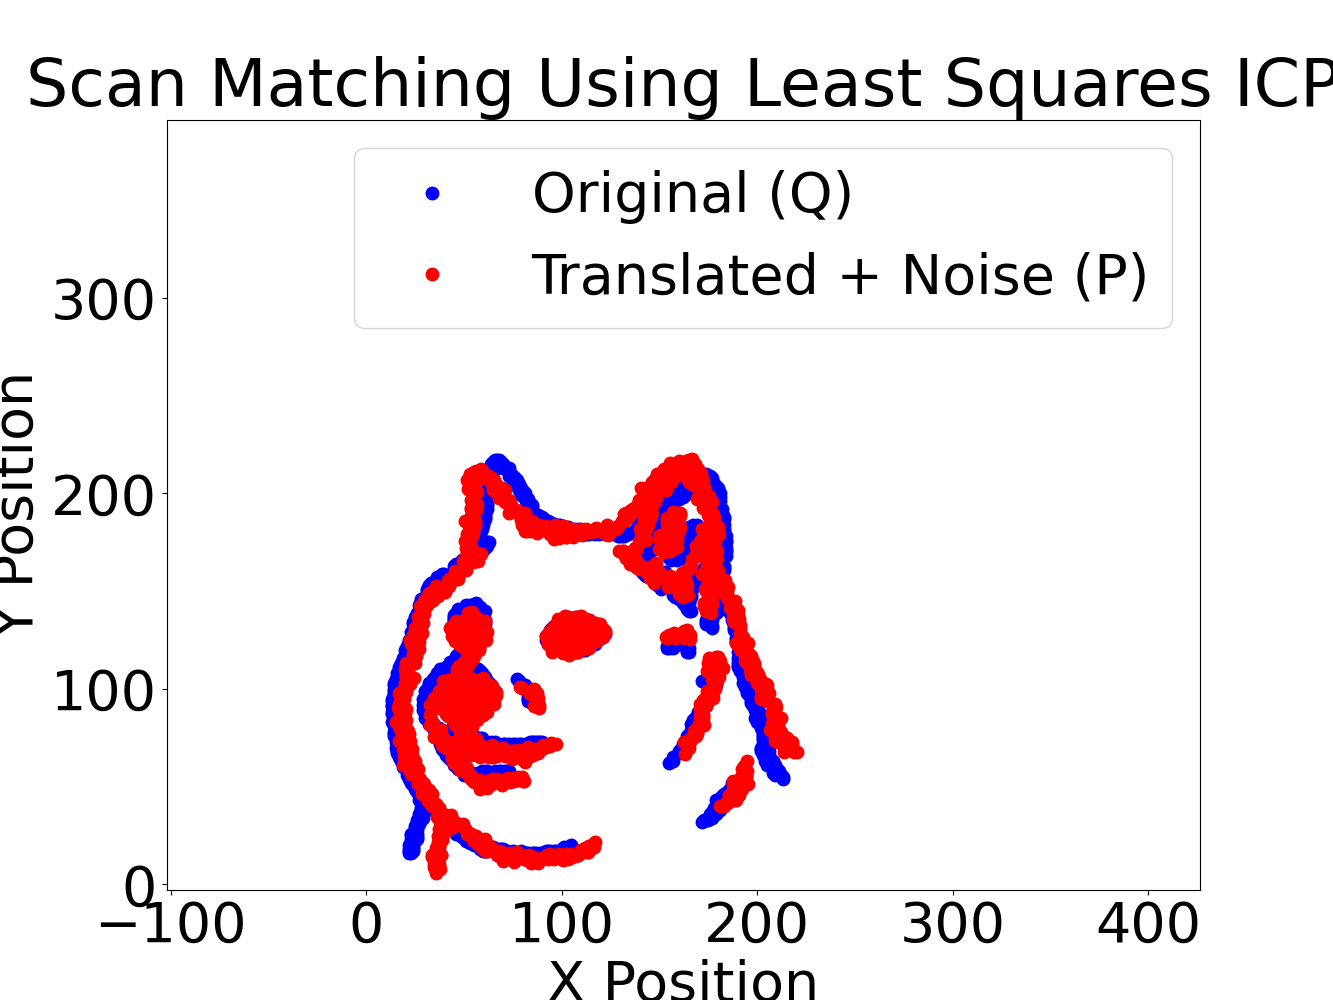 Scan Matching Using Least Squares ICP
Original (Q)
Translated + Noise (P)
Y Position
300
200
100
0
−100 0 100 200 300 400
X Position